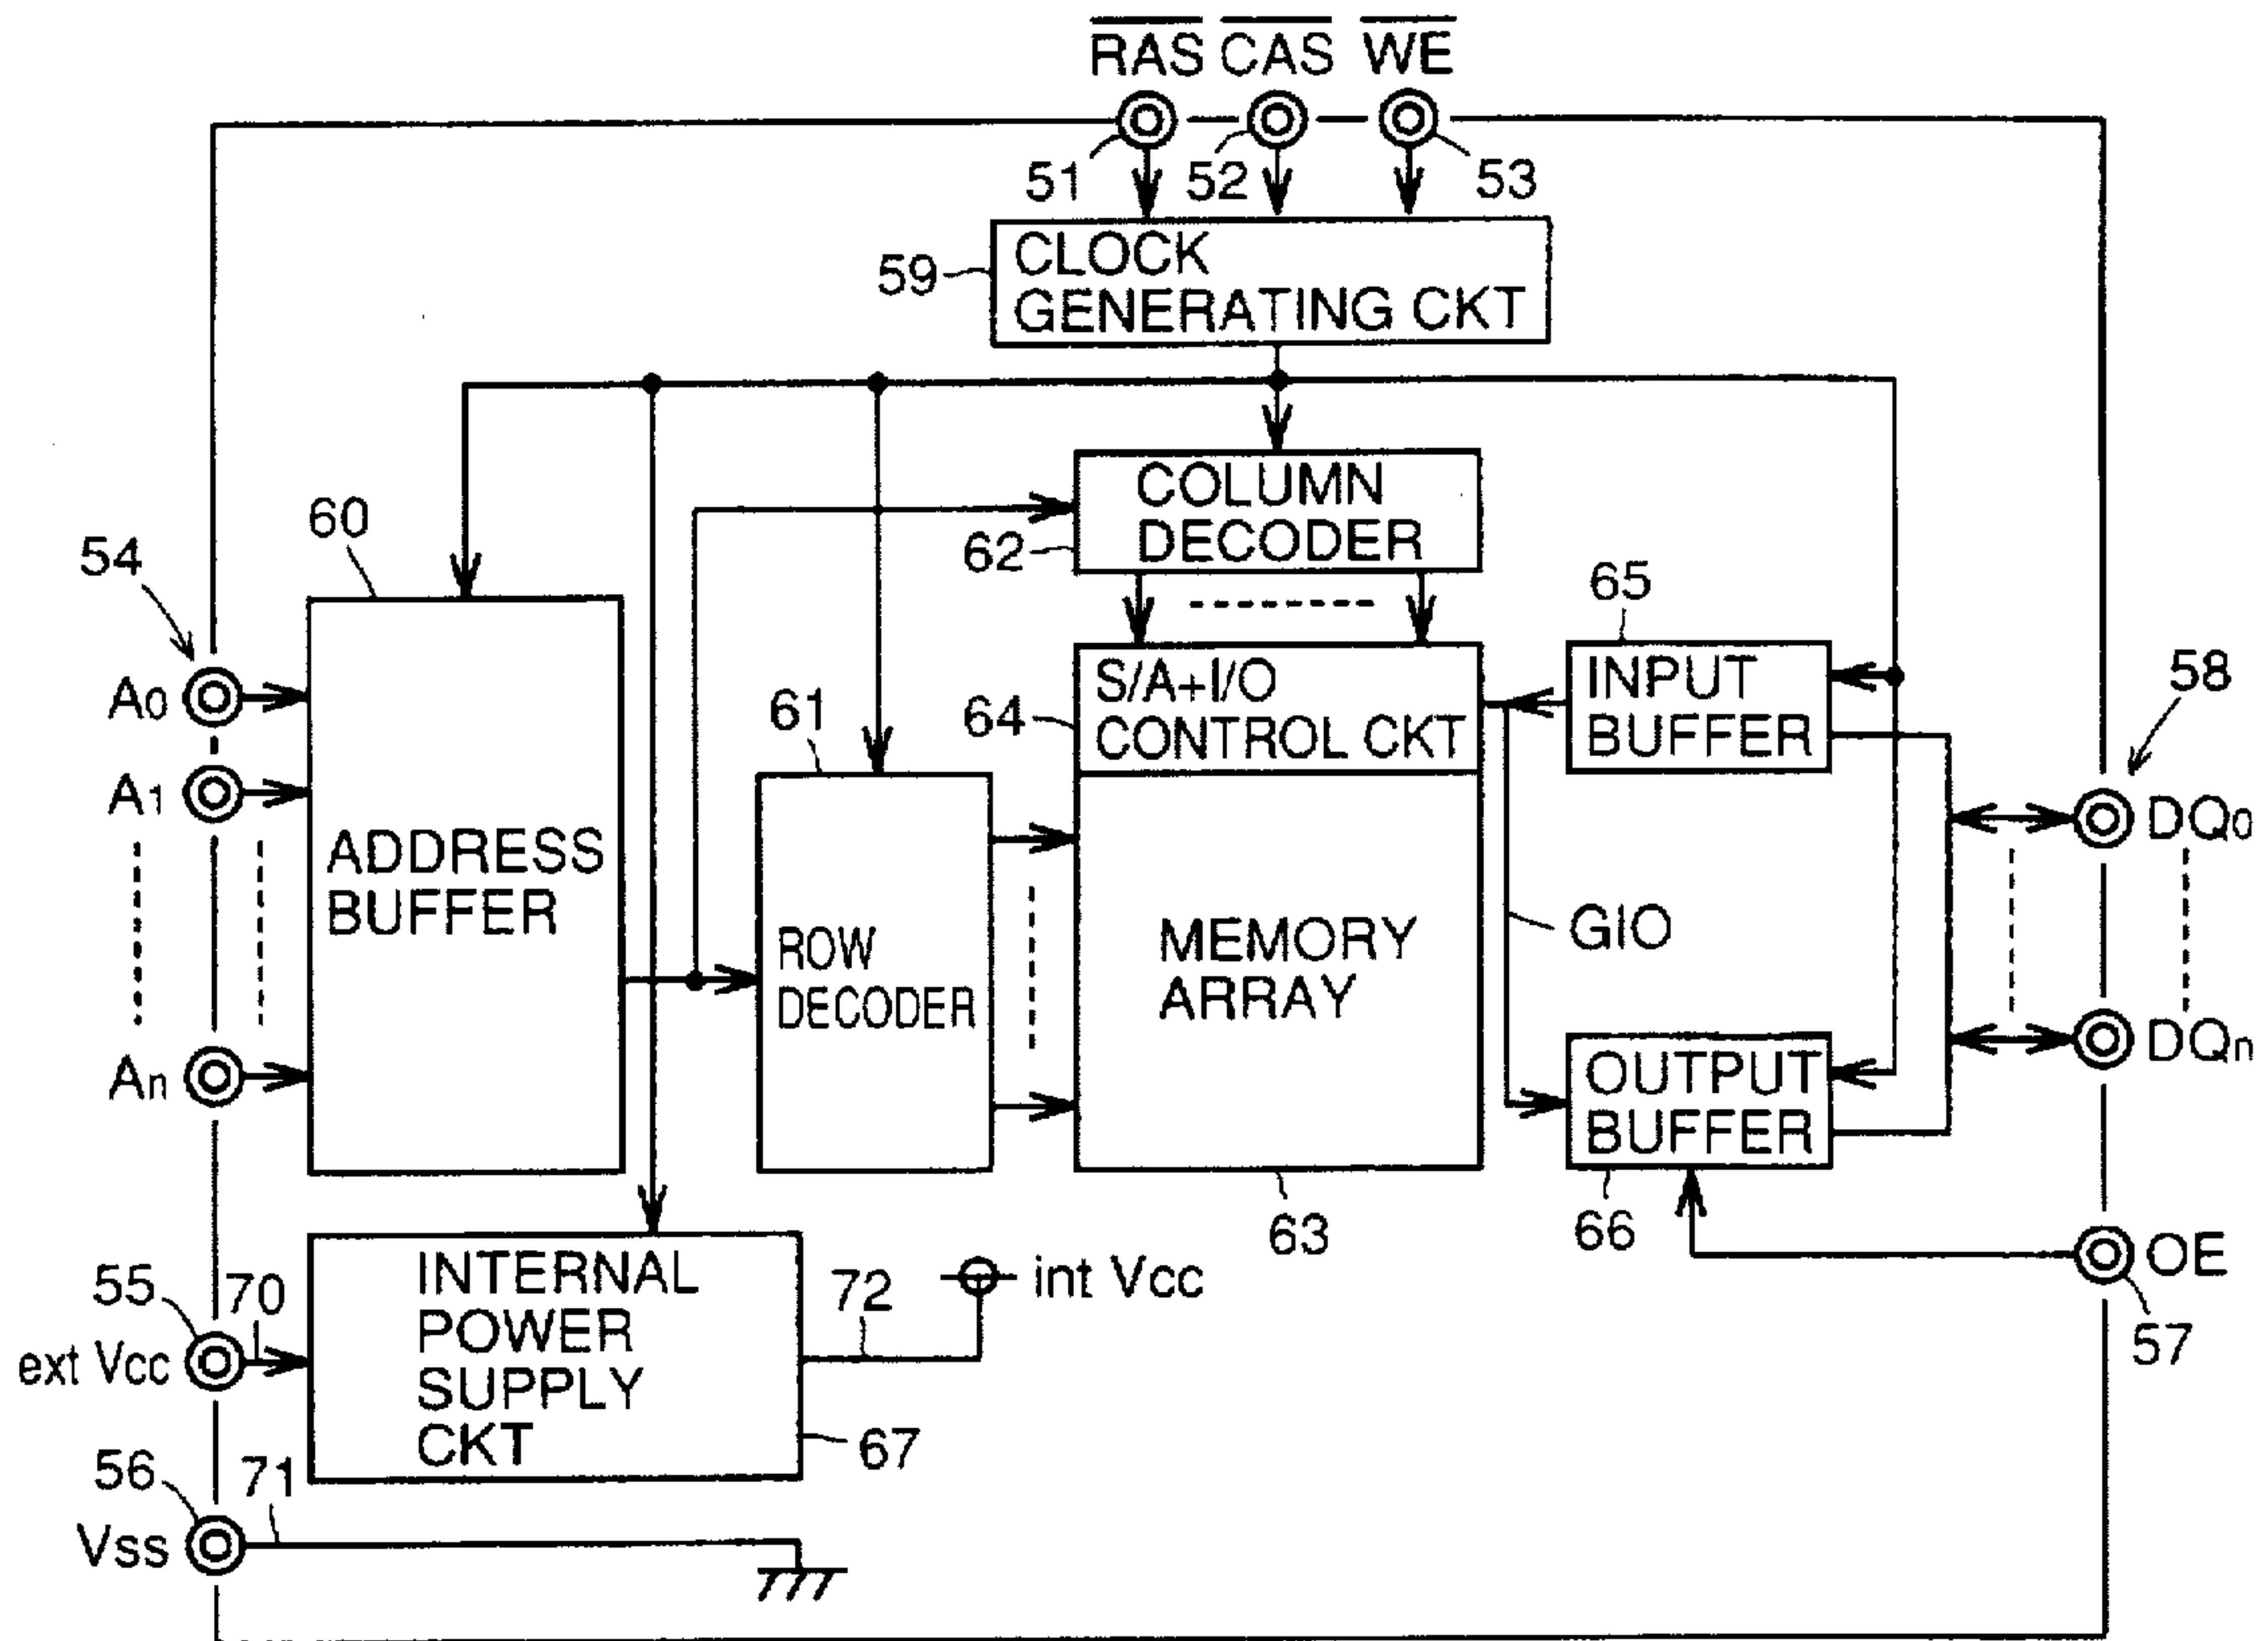 RAS CAS WE
51 52 53
59
CLOCK
GENERATING CKT
60
54
COLUMN
DECODER
62
65
58
A0
A1
An
ADDRESS
BUFFER
61
64
S/A+I/O
CONTROL CKT
INPUT
BUFFER
DQ0
DQn
ROW
DECODER
MEMORY
ARRAY
GIO
OUTPUT
BUFFER
63
66
OE
57
55
70
ext Vcc
INTERNAL
POWER
SUPPLY
CKT
72
int Vcc
67
56
71
Vss